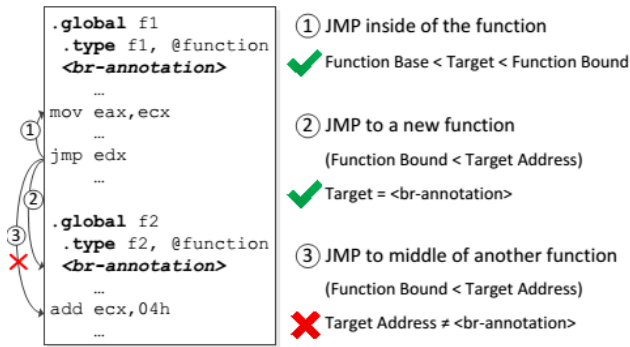 .global f1
.type f1, @function
<br-annotation>
…
mov eax,ecx
…
jmp edx
…
.global f2
.type f2, @function
<br-annotation>
…
add ecx,04h
…
1
2
3
① JMP inside of the function
Function Base < Target < Function Bound
② JMP to a new function
(Function Bound < Target Address)
Target = <br-annotation>
③ JMP to middle of another function
(Function Bound < Target Address)
Target Address ≠ <br-annotation>